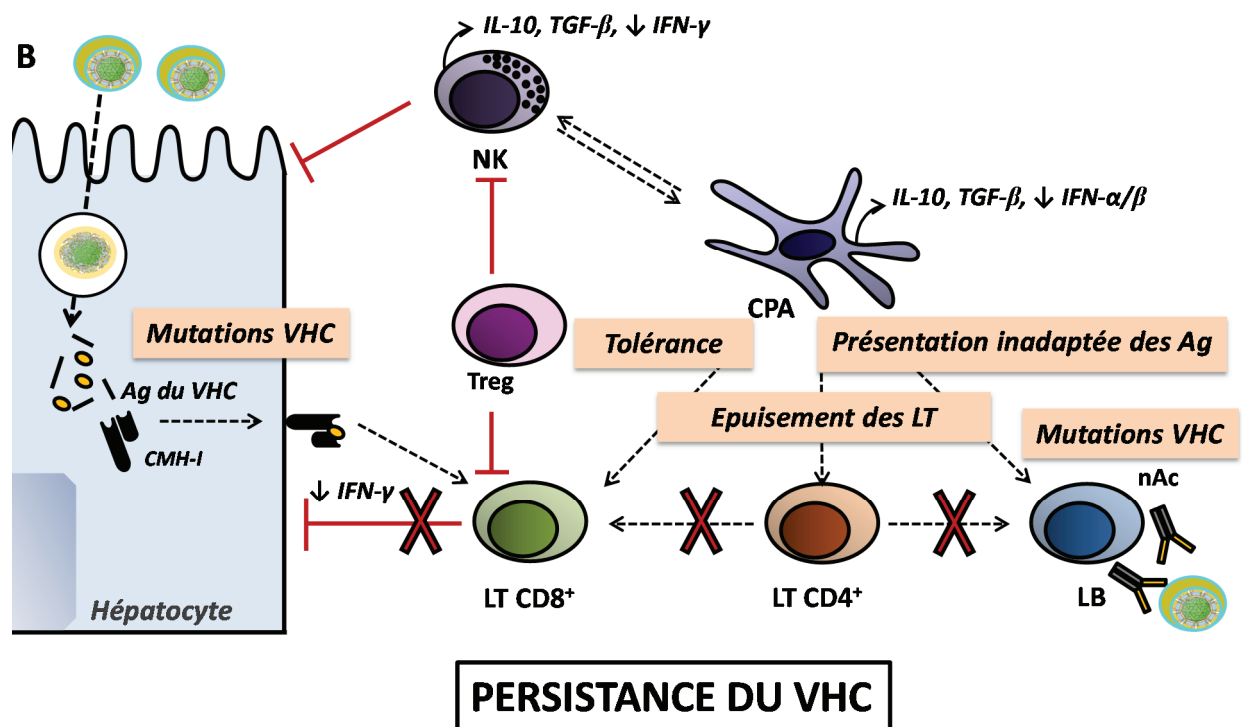 B
IL-10, TGF-β, ↓ IFN-γ
NK
IL-10, TGF-β, ↓ IFN-α/β
CPA
Mutations VHC
Tolérance
Présentation inadaptée des Ag
Treg
Ag du VHC
Epuisement des LT
Mutations VHC
CMH-I
nAc
↓ IFN-γ
LT CD8⁺
LT CD4⁺
LB
Hépatocyte
PERSISTANCE DU VHC